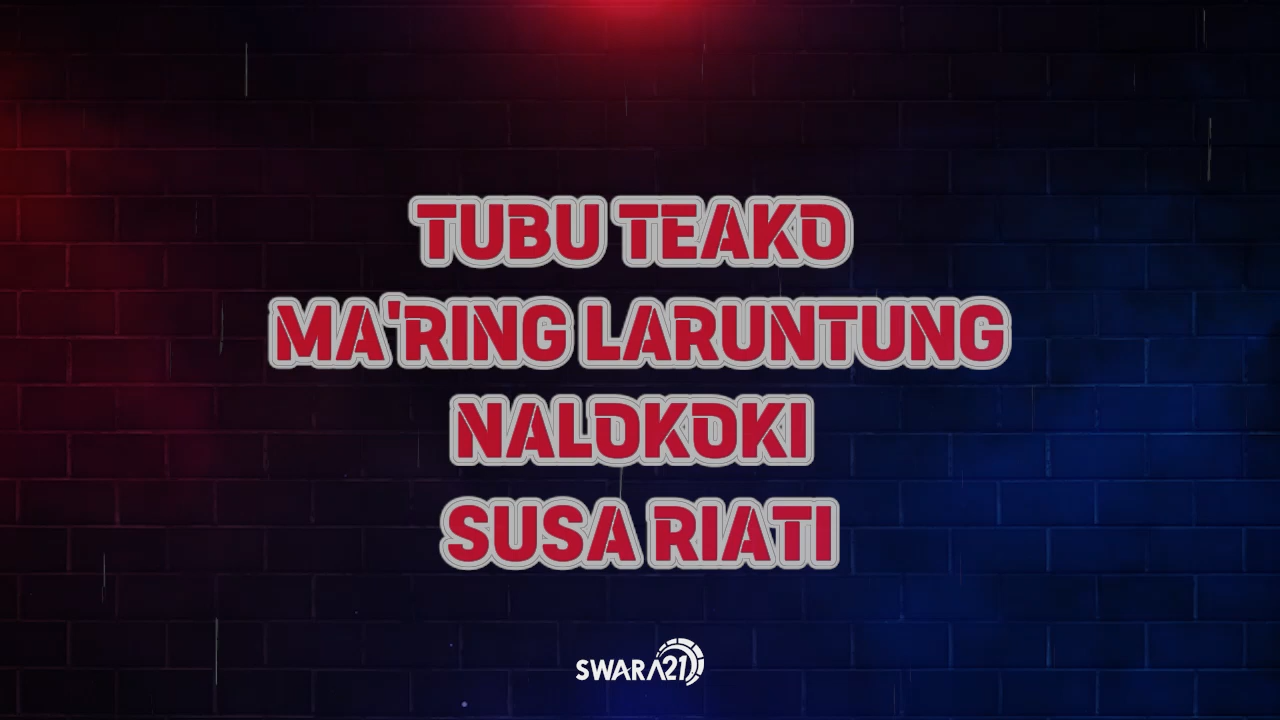 TUBU TEAKO
MA'RING LARUNTUNG
NALOKOKI
SUSA RIATI
SWARA21